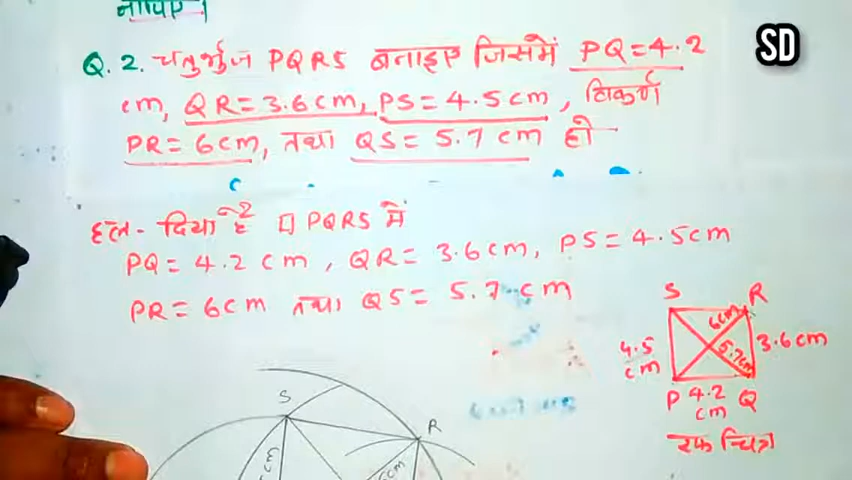 नापिए।
SD
Q. 2. चतुर्भुज PQRS बनाइए जिसमें PQ = 4.2
cm, QR = 3.6 cm, PS = 4.5 cm, विकर्ण
PR = 6 cm, तथा QS = 5.7 cm हो
हल - दिया है □ PQRS में
PQ = 4.2 cm, QR = 3.6 cm, PS = 4.5 cm
PR = 6 cm तथा QS = 5.7 cm
S R
6cm
4.5 cm
5.7cm
3.6 cm
P 4.2 cm Q
रफ चित्र
S
R
cm
cm